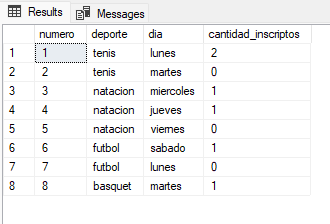 Results Messages
numero deporte dia cantidad_inscriptos
1 1 tenis lunes 2
2 2 tenis martes 0
3 3 natacion miercoles 1
4 4 natacion jueves 1
5 5 natacion viernes 0
6 6 futbol sabado 1
7 7 futbol lunes 0
8 8 basquet martes 1